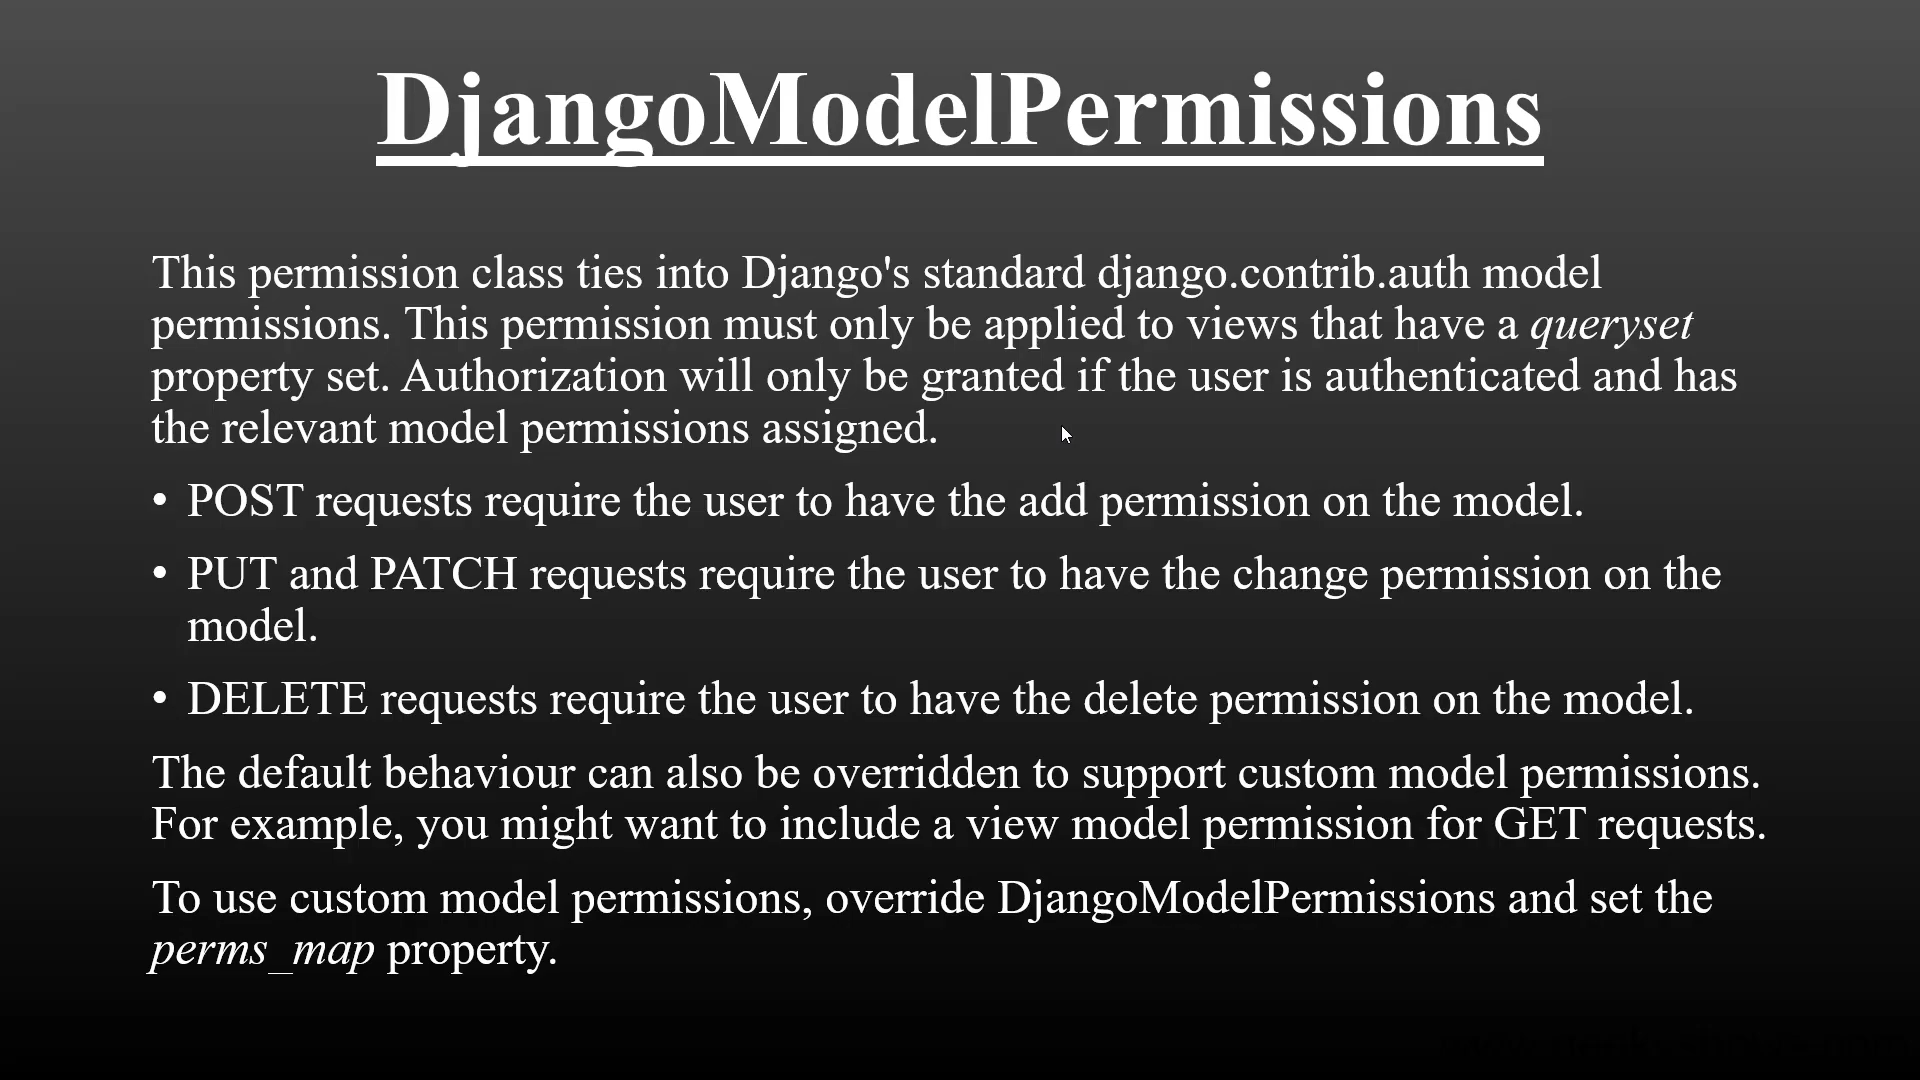 DjangoModelPermissions
This permission class ties into Django's standard django.contrib.auth model
permissions. This permission must only be applied to views that have a queryset
property set. Authorization will only be granted if the user is authenticated and has
the relevant model permissions assigned.
• POST requests require the user to have the add permission on the model.
• PUT and PATCH requests require the user to have the change permission on the
model.
• DELETE requests require the user to have the delete permission on the model.
The default behaviour can also be overridden to support custom model permissions.
For example, you might want to include a view model permission for GET requests.
To use custom model permissions, override DjangoModelPermissions and set the
perms_map property.